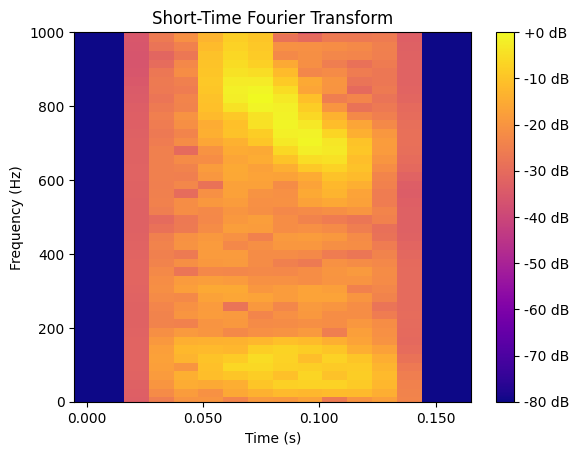 Short-Time Fourier Transform
1000
800
600
400
200
0
Frequency (Hz)
0.000
0.050
0.100
0.150
Time (s)
+0 dB
-10 dB
-20 dB
-30 dB
-40 dB
-50 dB
-60 dB
-70 dB
-80 dB